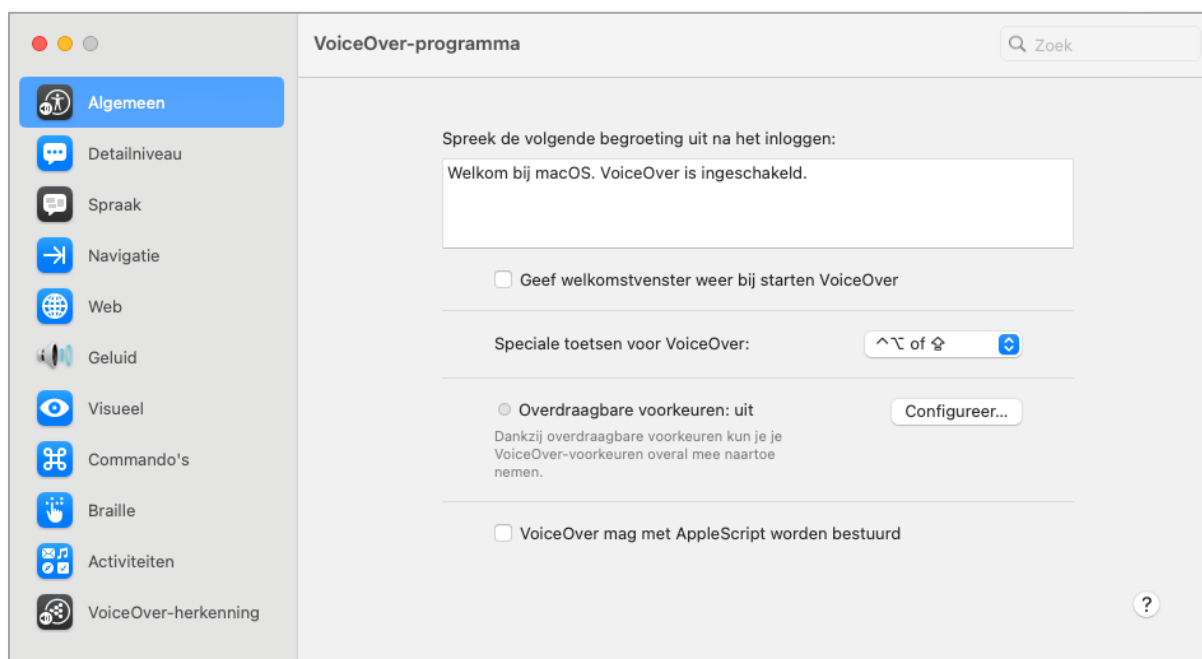 VoiceOver-programma
Zoek
Algemeen
Detailniveau
Spraak
Navigatie
Web
Geluid
Visueel
Commando's
Braille
Activiteiten
VoiceOver-herkenning
Spreek de volgende begroeting uit na het inloggen:
Welkom bij macOS. VoiceOver is ingeschakeld.
Geef welkomstvenster weer bij starten VoiceOver
Speciale toetsen voor VoiceOver:
⌃⌥ of ⇪
Overdraagbare voorkeuren: uit
Configureer...
Dankzij overdraagbare voorkeuren kun je je
VoiceOver-voorkeuren overal mee naartoe
nemen.
VoiceOver mag met AppleScript worden bestuurd
?